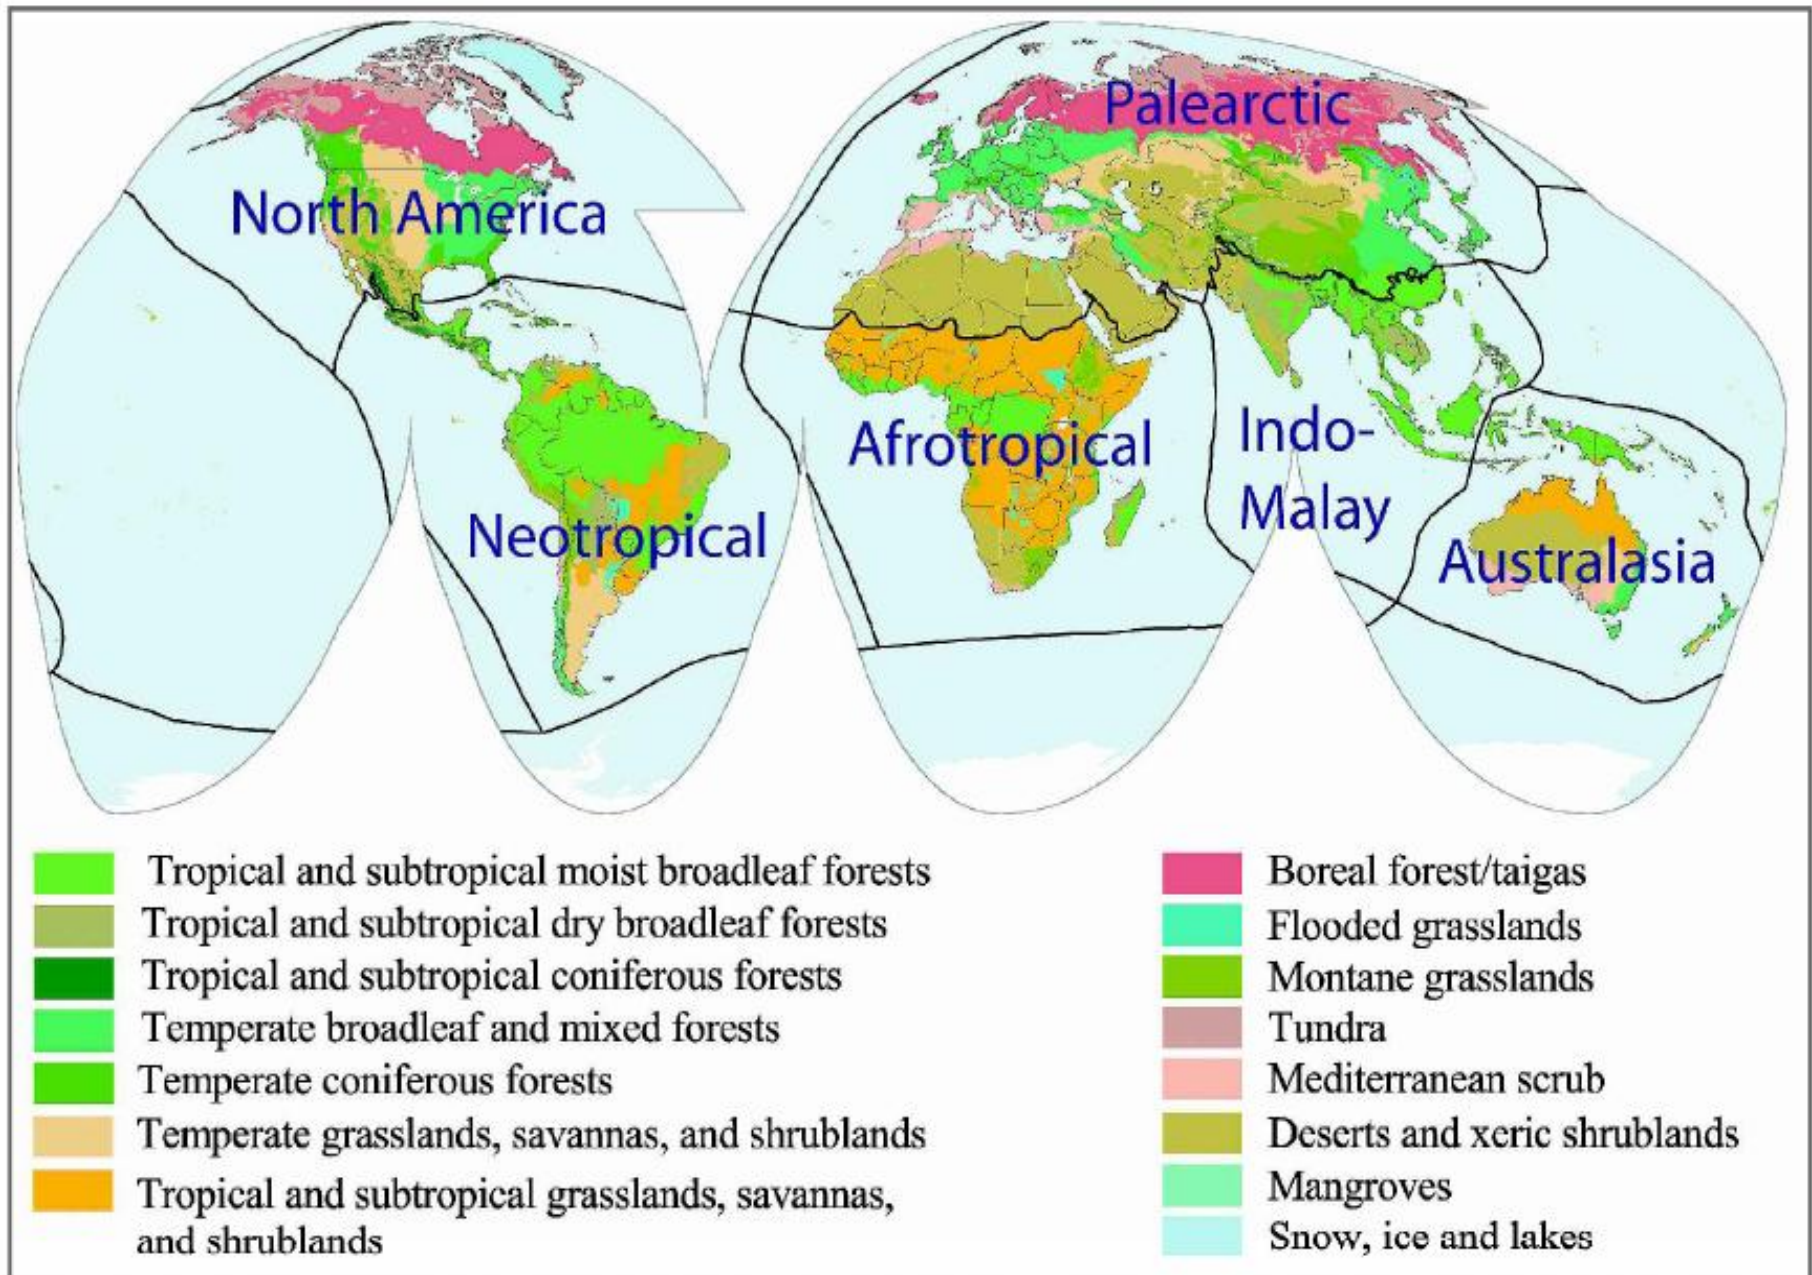 Palearctic
North America
Afrotropical
Indo-
Malay
Neotropical
Australasia
Tropical and subtropical moist broadleaf forests
Tropical and subtropical dry broadleaf forests
Tropical and subtropical coniferous forests
Temperate broadleaf and mixed forests
Temperate coniferous forests
Temperate grasslands, savannas, and shrublands
Tropical and subtropical grasslands, savannas,
and shrublands
Boreal forest/taigas
Flooded grasslands
Montane grasslands
Tundra
Mediterranean scrub
Deserts and xeric shrublands
Mangroves
Snow, ice and lakes